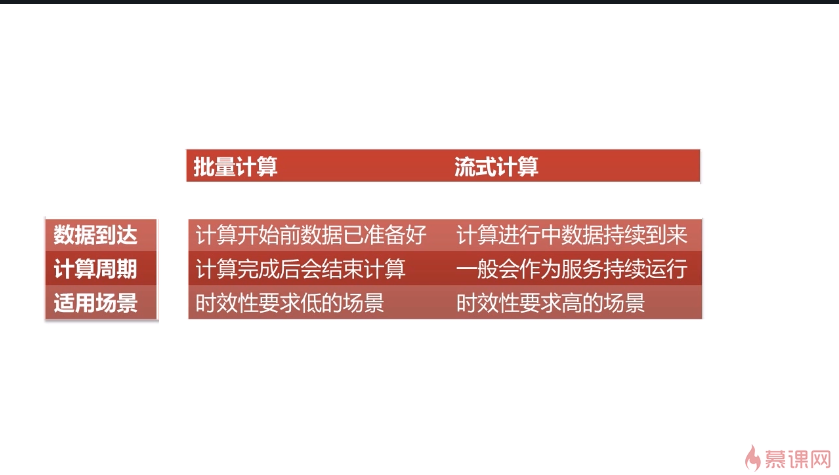 批量计算 流式计算
数据到达 计算开始前数据已准备好 计算进行中数据持续到来
计算周期 计算完成后会结束计算 一般会作为服务持续运行
适用场景 时效性要求低的场景 时效性要求高的场景
慕课网